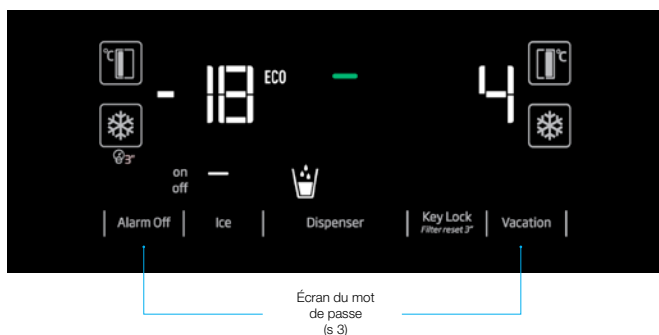 °C
°C
- 18 ECO 4
3"
on
off
Alarm Off Ice Dispenser Key Lock Vacation
Filter reset 3"
Écran du mot
de passe
(s 3)